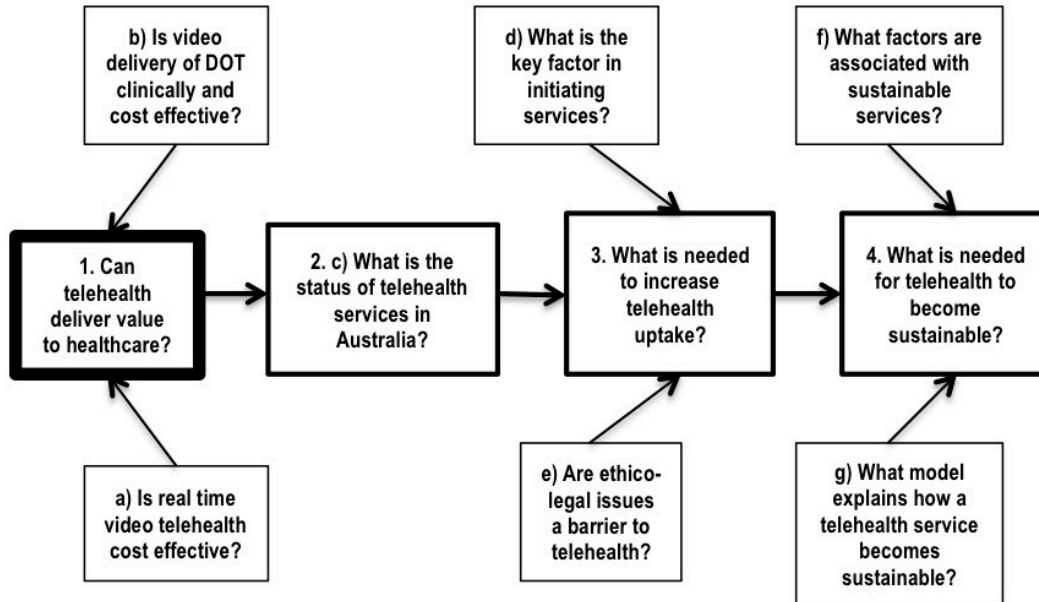 b) Is video
delivery of DOT
clinically and
cost effective?
d) What is the
key factor in
initiating
services?
f) What factors are
associated with
sustainable
services?
1. Can
telehealth
deliver value
to healthcare?
2. c) What is the
status of telehealth
services in
Australia?
3. What is needed
to increase
telehealth
uptake?
4. What is needed
for telehealth to
become
sustainable?
a) Is real time
video telehealth
cost effective?
e) Are ethico-
legal issues
a barrier to
telehealth?
g) What model
explains how a
telehealth service
becomes
sustainable?